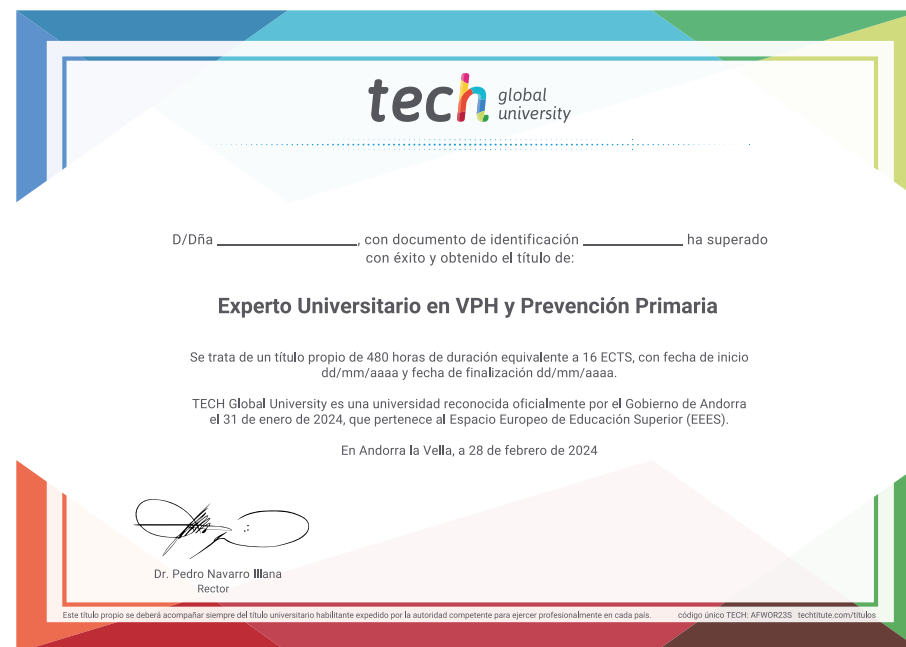 tech global
university
D/Dña ____________________, con documento de identificación ______________ ha superado
con éxito y obtenido el título de:
Experto Universitario en VPH y Prevención Primaria
Se trata de un título propio de 480 horas de duración equivalente a 16 ECTS, con fecha de inicio
dd/mm/aaaa y fecha de finalización dd/mm/aaaa.
TECH Global University es una universidad reconocida oficialmente por el Gobierno de Andorra
el 31 de enero de 2024, que pertenece al Espacio Europeo de Educación Superior (EEES).
En Andorra la Vella, a 28 de febrero de 2024
Dr. Pedro Navarro Illana
Rector
Este título propio se deberá acompañar siempre del título universitario habilitante expedido por la autoridad competente para ejercer profesionalmente en cada país. código único TECH: AFWOR23S techtitute.com/titulos